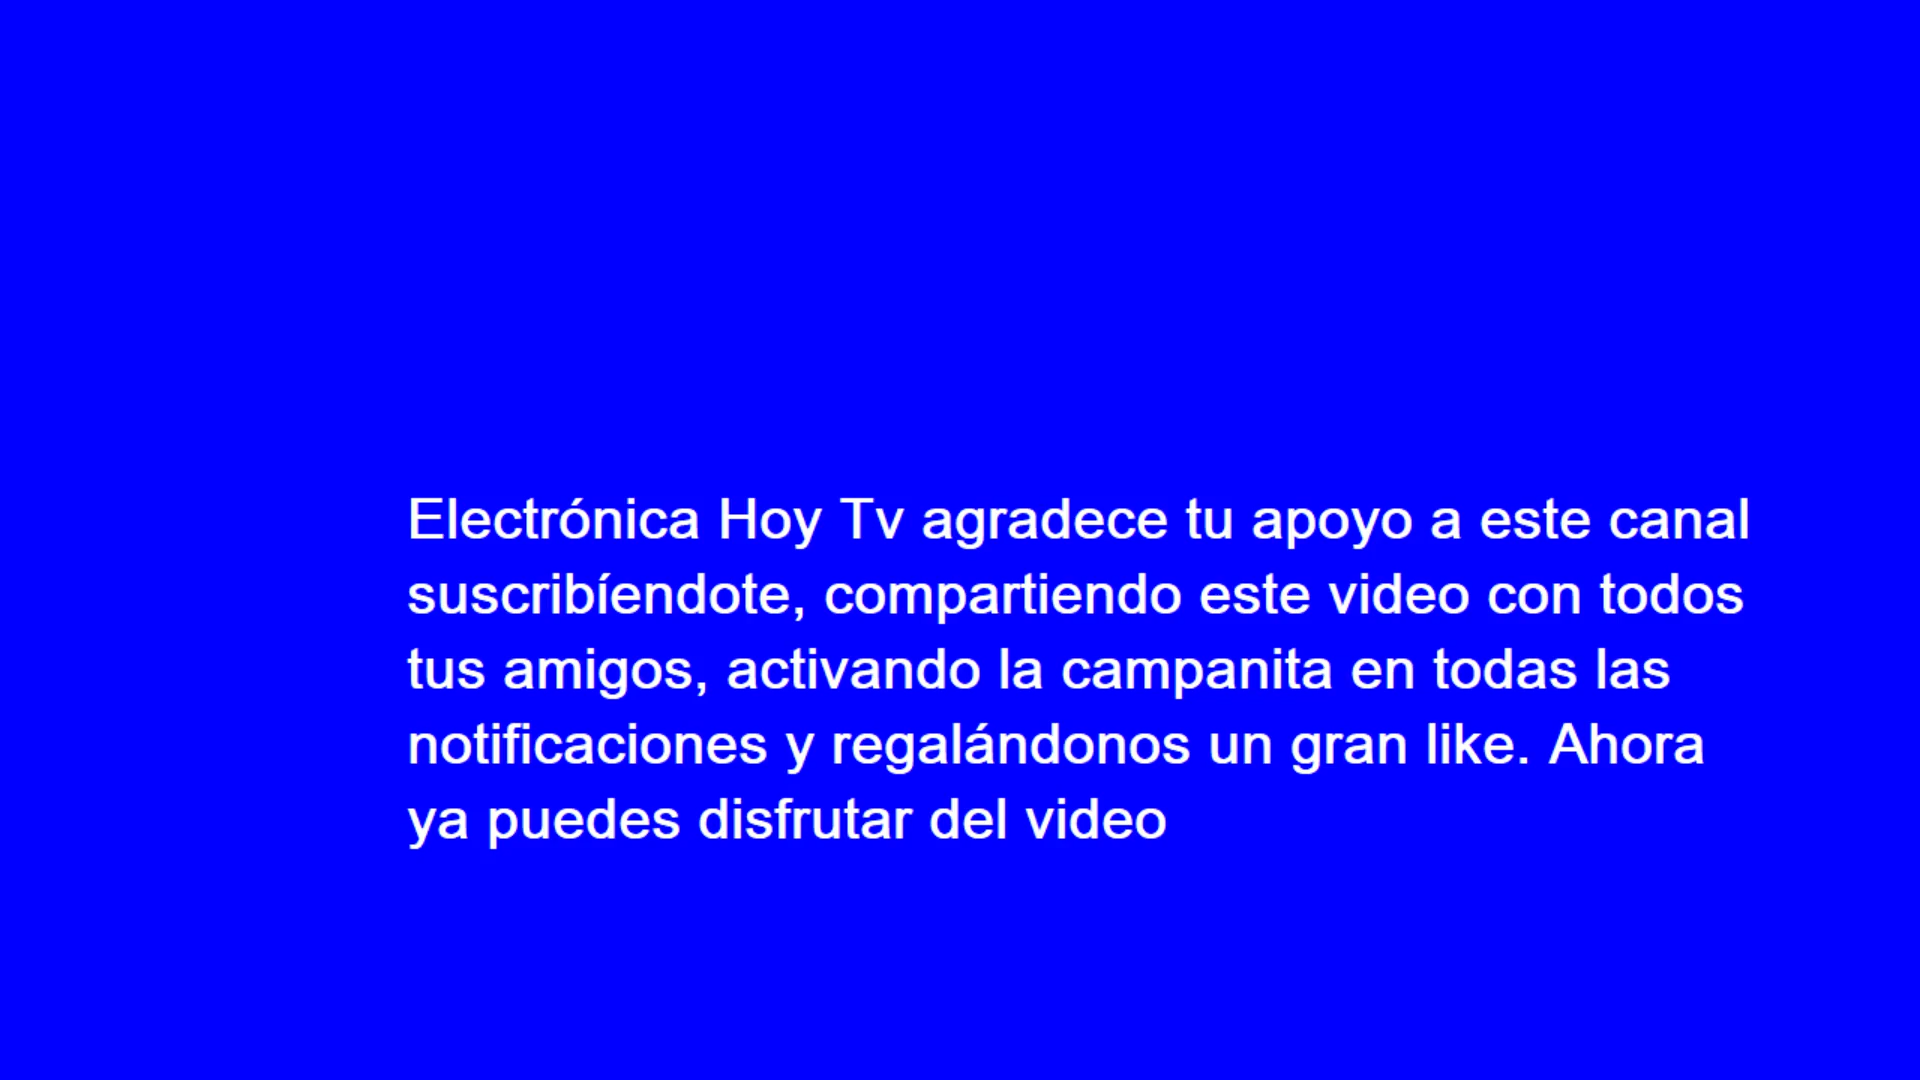 Electrónica Hoy Tv agradece tu apoyo a este canal
suscribíendote, compartiendo este video con todos
tus amigos, activando la campanita en todas las
notificaciones y regalándonos un gran like. Ahora
ya puedes disfrutar del video